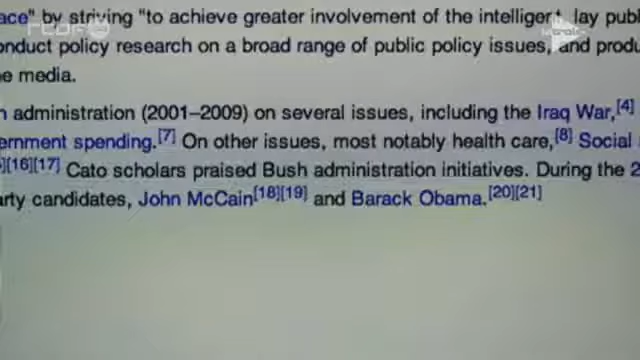 ace" by striving "to achieve greater involvement of the intelligent, lay publ
onduct policy research on a broad range of public policy issues, and produ
e media.
n administration (2001–2009) on several issues, including the Iraq War,[4]
ernment spending.[7] On other issues, most notably health care,[8] Social
][16][17] Cato scholars praised Bush administration initiatives. During the 2
arty candidates, John McCain[18][19] and Barack Obama.[20][21]